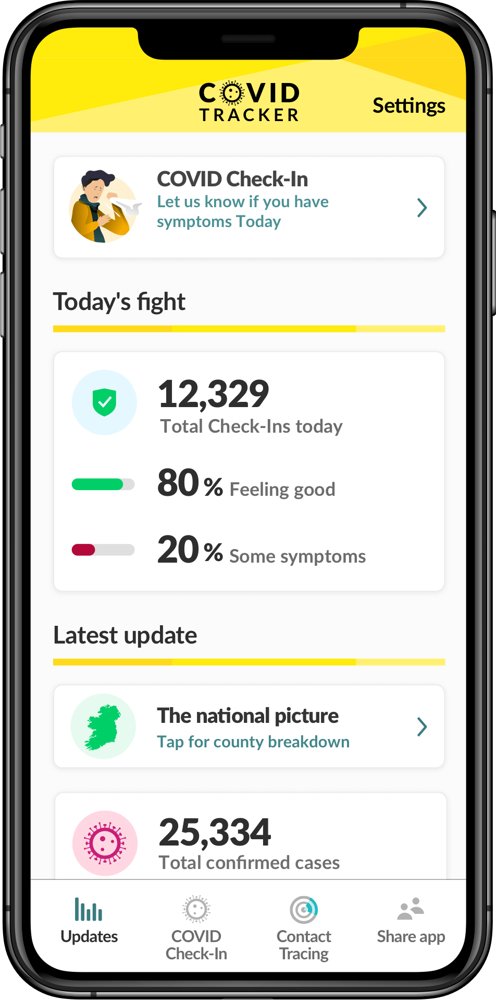 COVID
TRACKER
Settings
COVID Check-In
Let us know if you have
symptoms Today
Today's fight
12,329
Total Check-Ins today
80 % Feeling good
20 % Some symptoms
Latest update
The national picture
Tap for county breakdown
25,334
Total confirmed cases
Updates
COVID
Check-In
Contact
Tracing
Share app